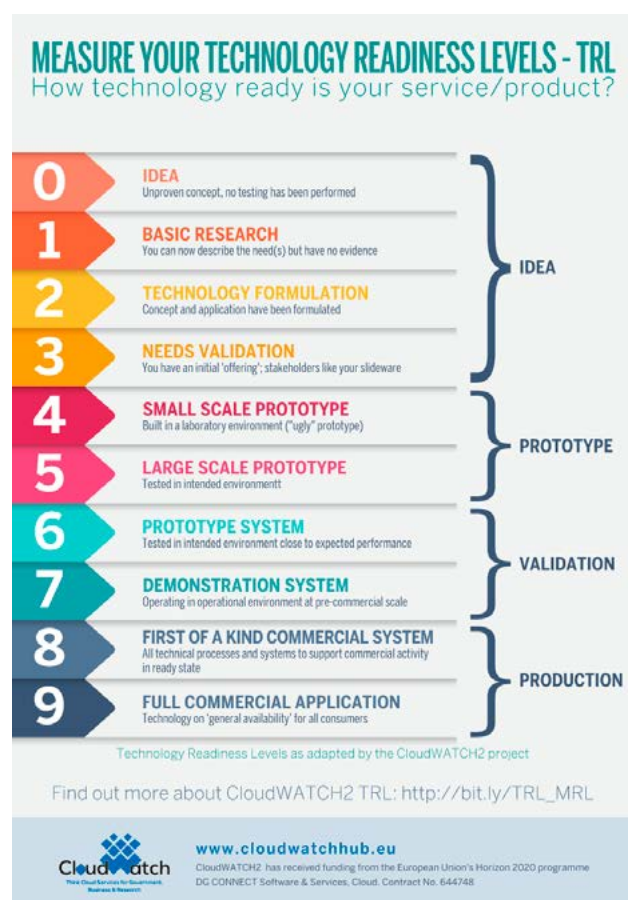 MEASURE YOUR TECHNOLOGY READINESS LEVELS - TRL
How technology ready is your service/product?
0
IDEA
Unproven concept, no testing has been performed
1
BASIC RESEARCH
You can now describe the need(s) but have no evidence
2
TECHNOLOGY FORMULATION
Concept and application have been formulated
3
NEEDS VALIDATION
You have an initial 'offering'; stakeholders like your slideware
IDEA
4
SMALL SCALE PROTOTYPE
Built in a laboratory environment ("ugly" prototype)
5
LARGE SCALE PROTOTYPE
Tested in intended environmentt
PROTOTYPE
6
PROTOTYPE SYSTEM
Tested in intended environment close to expected performance
7
DEMONSTRATION SYSTEM
Operating in operational environment at pre-commercial scale
VALIDATION
8
FIRST OF A KIND COMMERCIAL SYSTEM
All technical processes and systems to support commercial activity
in ready state
9
FULL COMMERCIAL APPLICATION
Technology on 'general availability' for all consumers
PRODUCTION
Technology Readiness Levels as adapted by the CloudWATCH2 project
Find out more about CloudWATCH2 TRL: http://bit.ly/TRL_MRL
CloudWatch
Think Cloud Services for Government,
Business & Research
www.cloudwatchhub.eu
CloudWATCH2 has received funding from the European Union's Horizon 2020 programme
DG CONNECT Software & Services, Cloud. Contract No. 644748